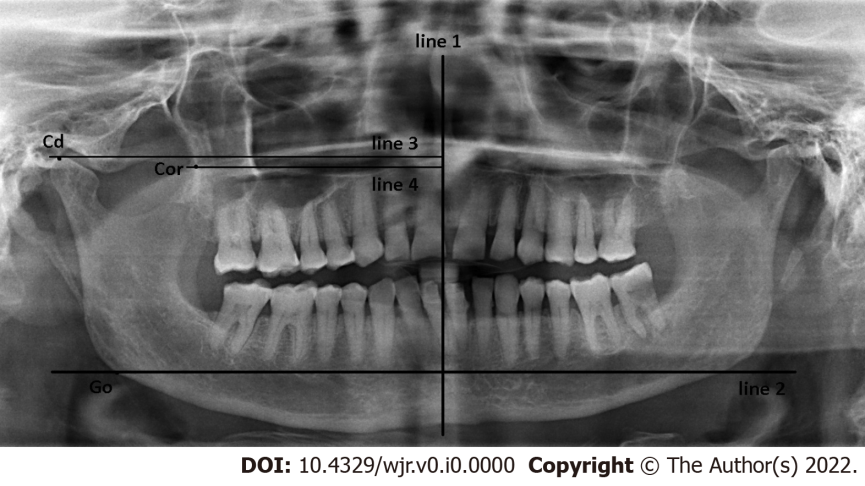 line 1
Cd
line 3
Cor
line 4
Go
line 2
DOI: 10.4329/wjr.v0.i0.0000 Copyright © The Author(s) 2022.